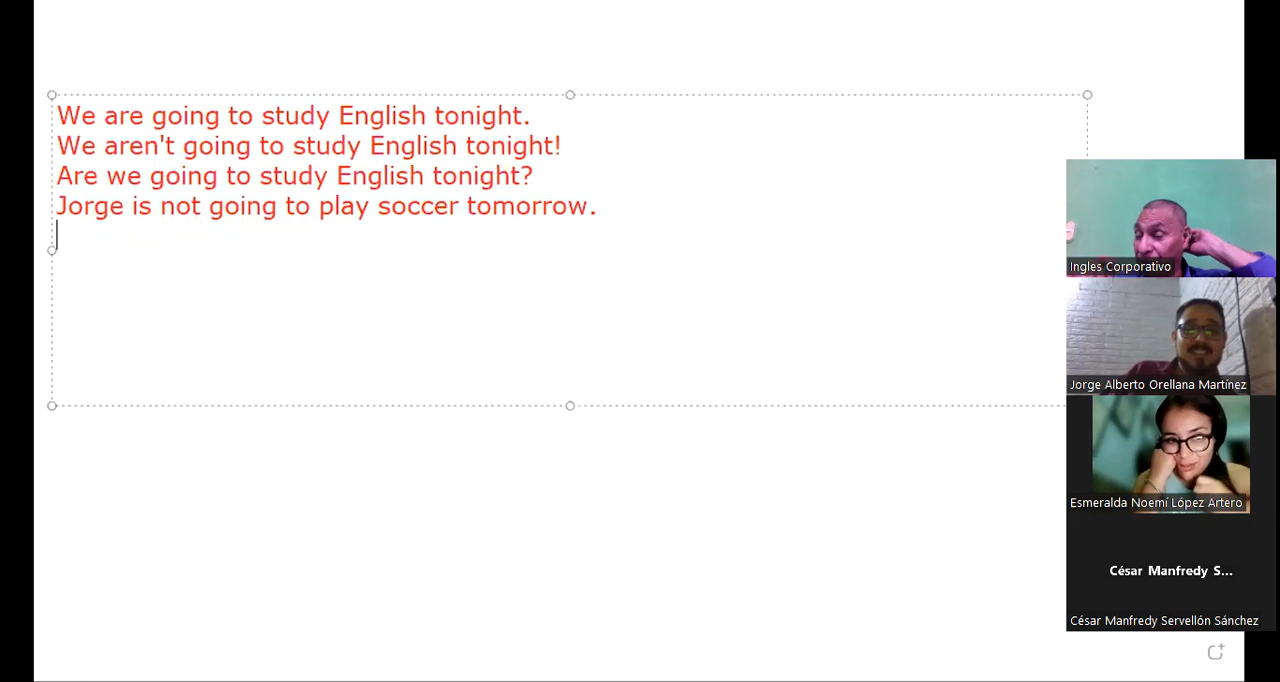 We are going to study English tonight.
We aren't going to study English tonight!
Are we going to study English tonight?
Jorge is not going to play soccer tomorrow.
Ingles Corporativo
Jorge Alberto Orellana Martínez
Esmeralda Noemí López Artero
César Manfredy S...
César Manfredy Servellón Sánchez